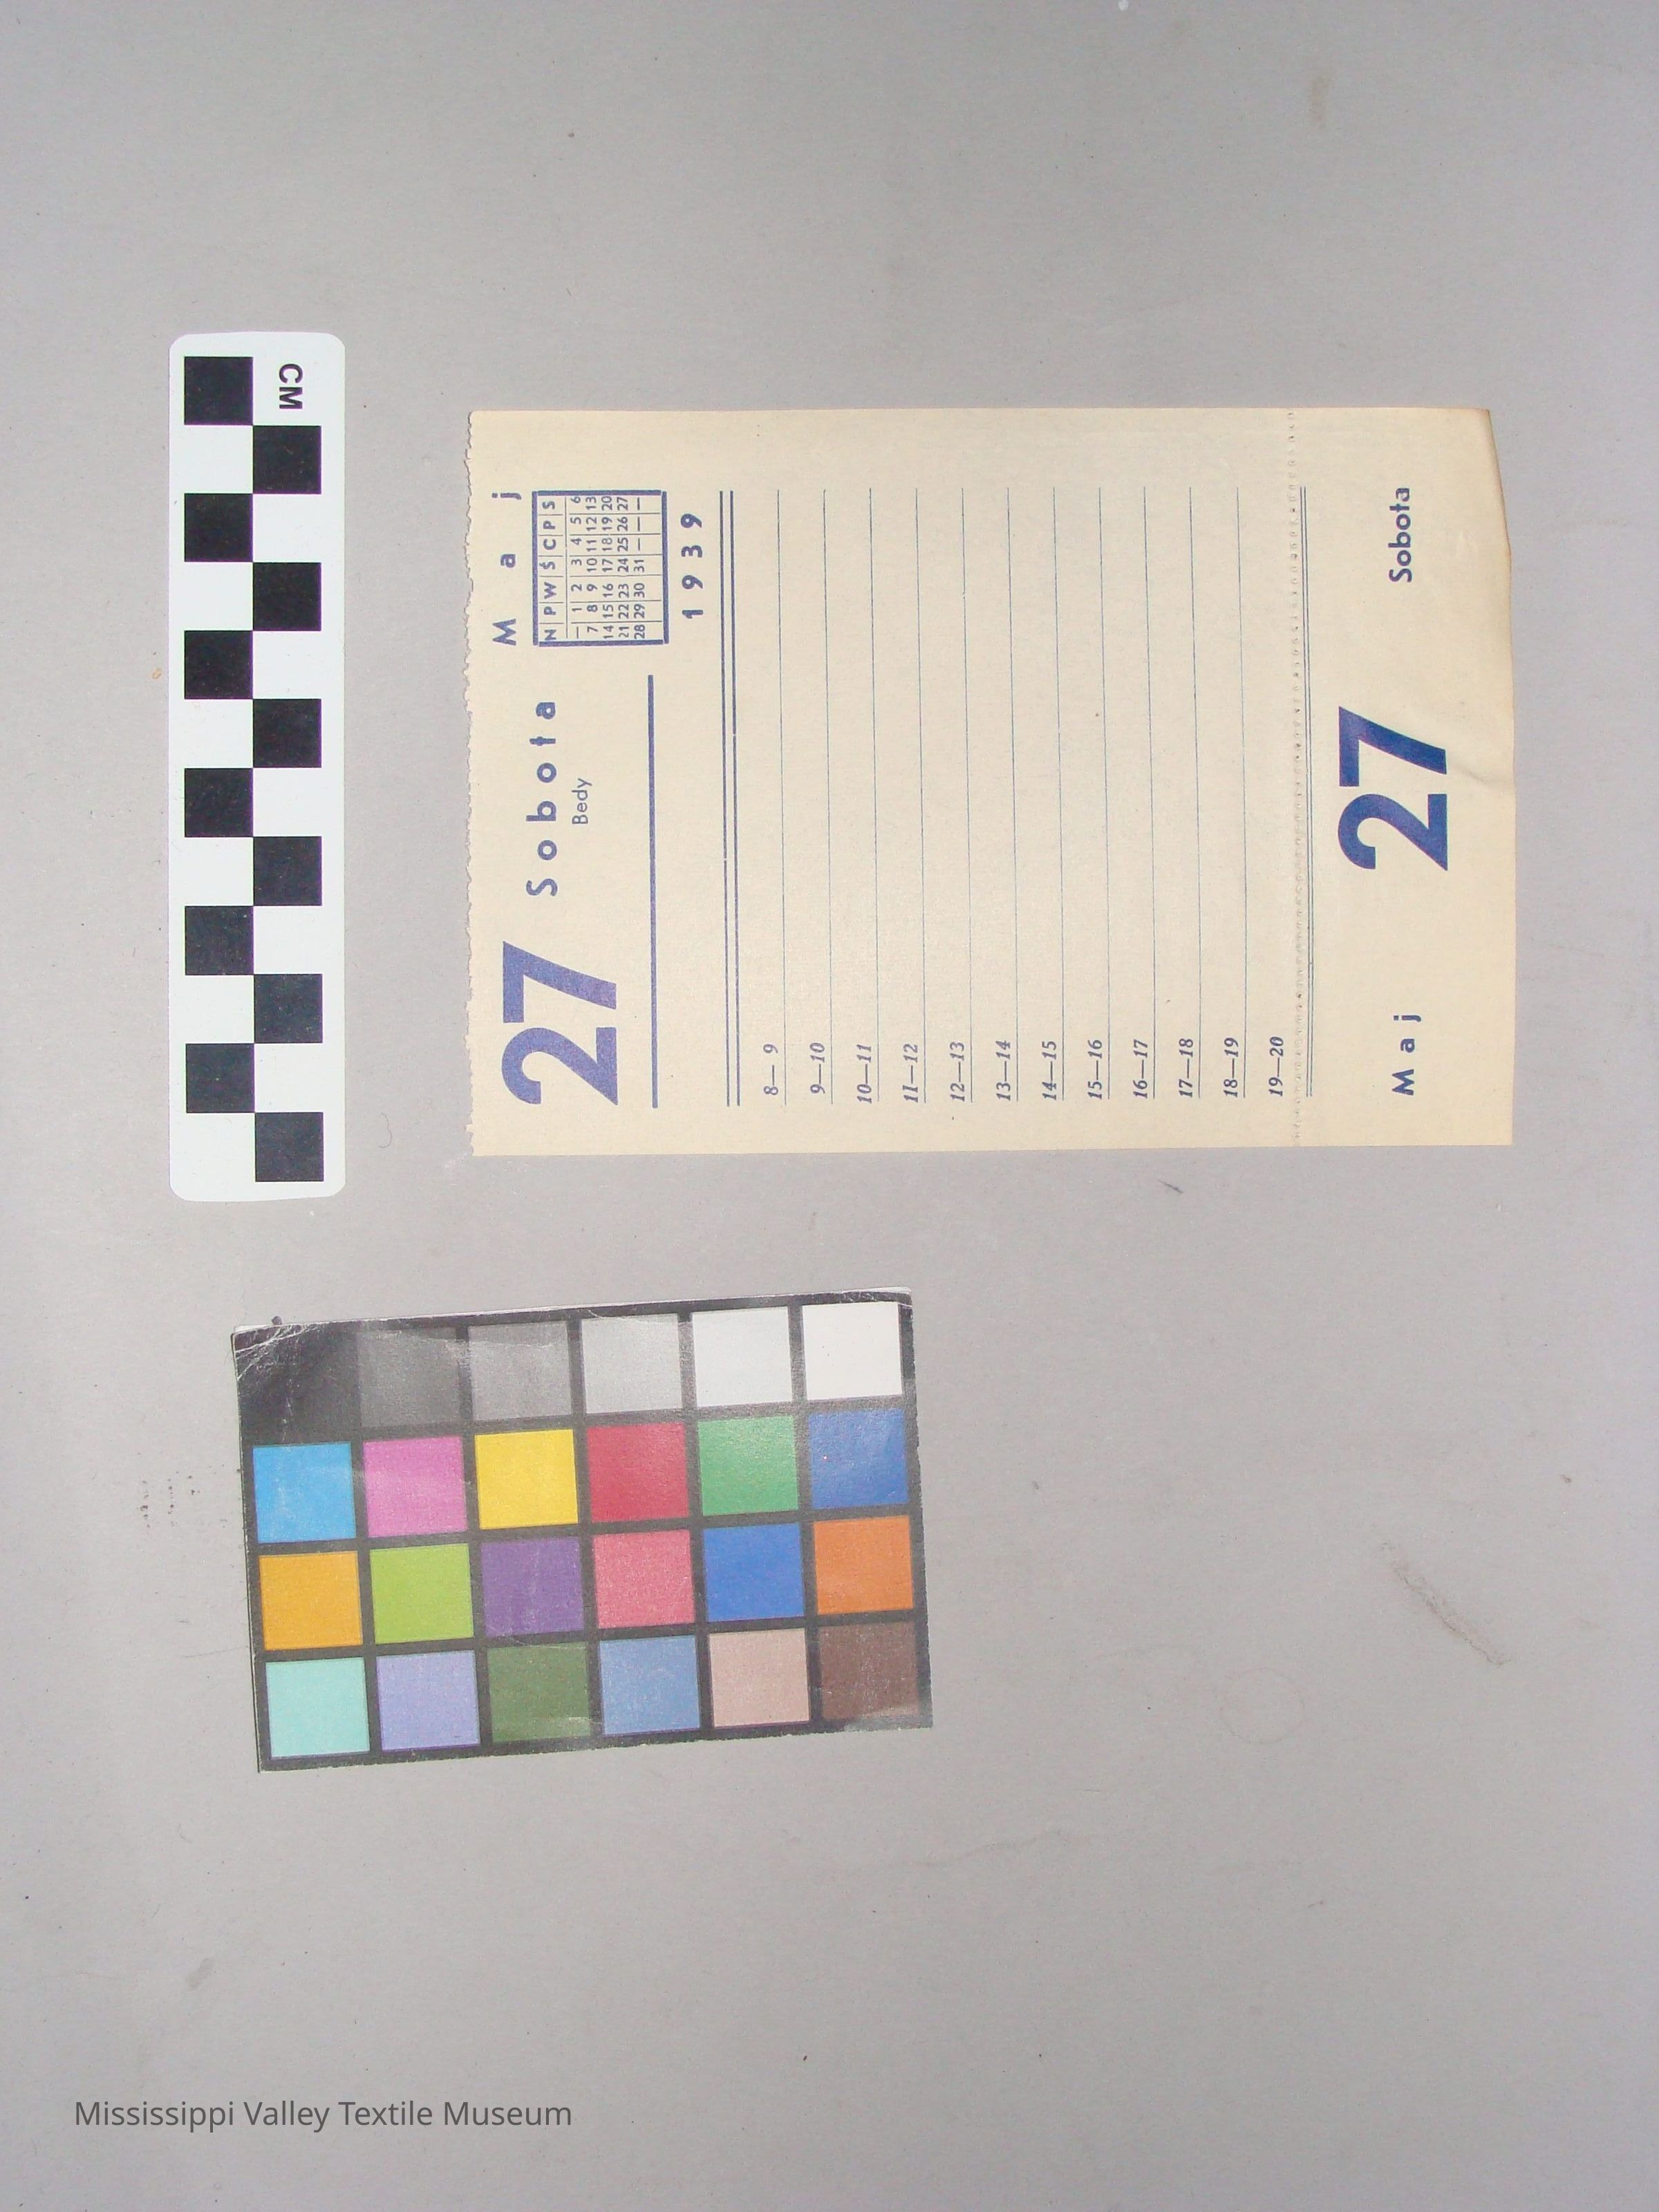 CM
27 Sobota
Bedy
M a j
N P W Ś C P S
— 1 2 3 4 5 6
7 8 9 10 11 12 13
14 15 16 17 18 19 20
21 22 23 24 25 26 27
28 29 30 31 — — —
1939
8— 9
9—10
10—11
11—12
12—13
13—14
14—15
15—16
16—17
17—18
18—19
19—20
Maj 27 Sobota
Mississippi Valley Textile Museum